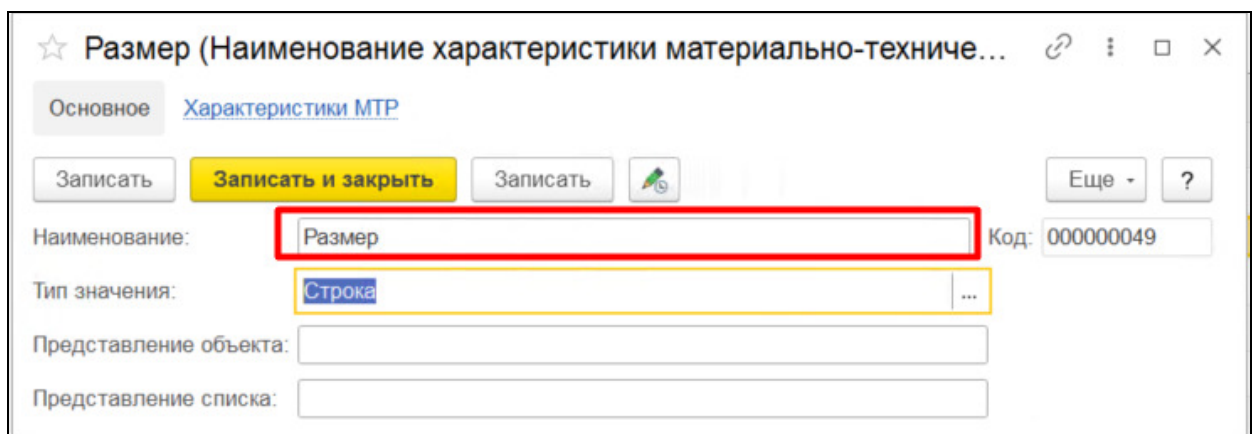 Размер (Наименование характеристики материально-техниче...
Основное Характеристики МТР
Записать Записать и закрыть Записать Еще ?
Наименование: Размер Код: 000000049
Тип значения: Строка ...
Представление объекта:
Представление списка: